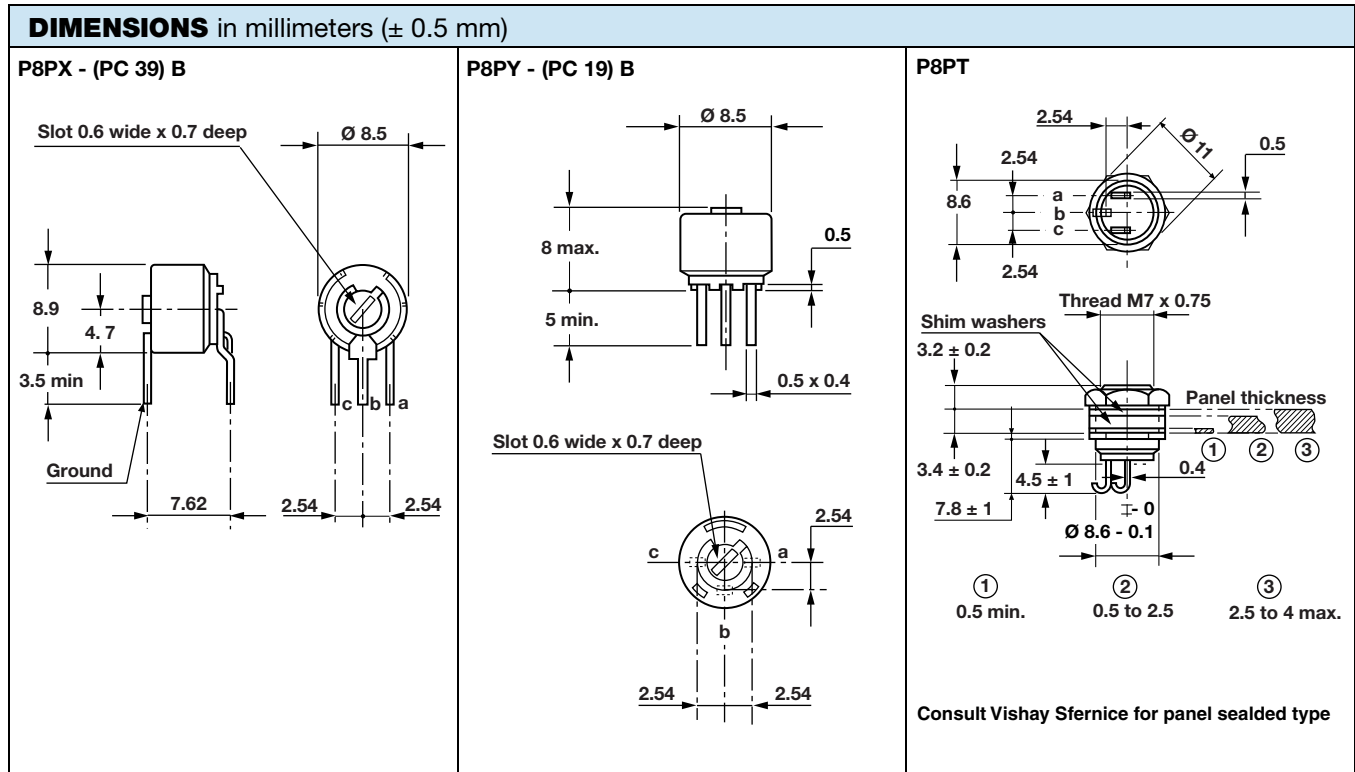 DIMENSIONS in millimeters (± 0.5 mm)
P8PX - (PC 39) B
Slot 0.6 wide x 0.7 deep
Ø 8.5
8.9
4. 7
3.5 min
c
b
a
Ground
7.62
2.54
2.54
P8PY - (PC 19) B
Ø 8.5
8 max.
0.5
5 min.
0.5 x 0.4
Slot 0.6 wide x 0.7 deep
2.54
c
a
b
2.54
2.54
P8PT
2.54
Ø 11
0.5
2.54
8.6
a
b
c
2.54
Thread M7 x 0.75
Shim washers
3.2 ± 0.2
Panel thickness
1
2
3
3.4 ± 0.2
4.5 ± 1
0.4
7.8 ± 1
- 0
Ø 8.6 - 0.1
1
2
3
0.5 min.
0.5 to 2.5
2.5 to 4 max.
Consult Vishay Sfernice for panel sealded type